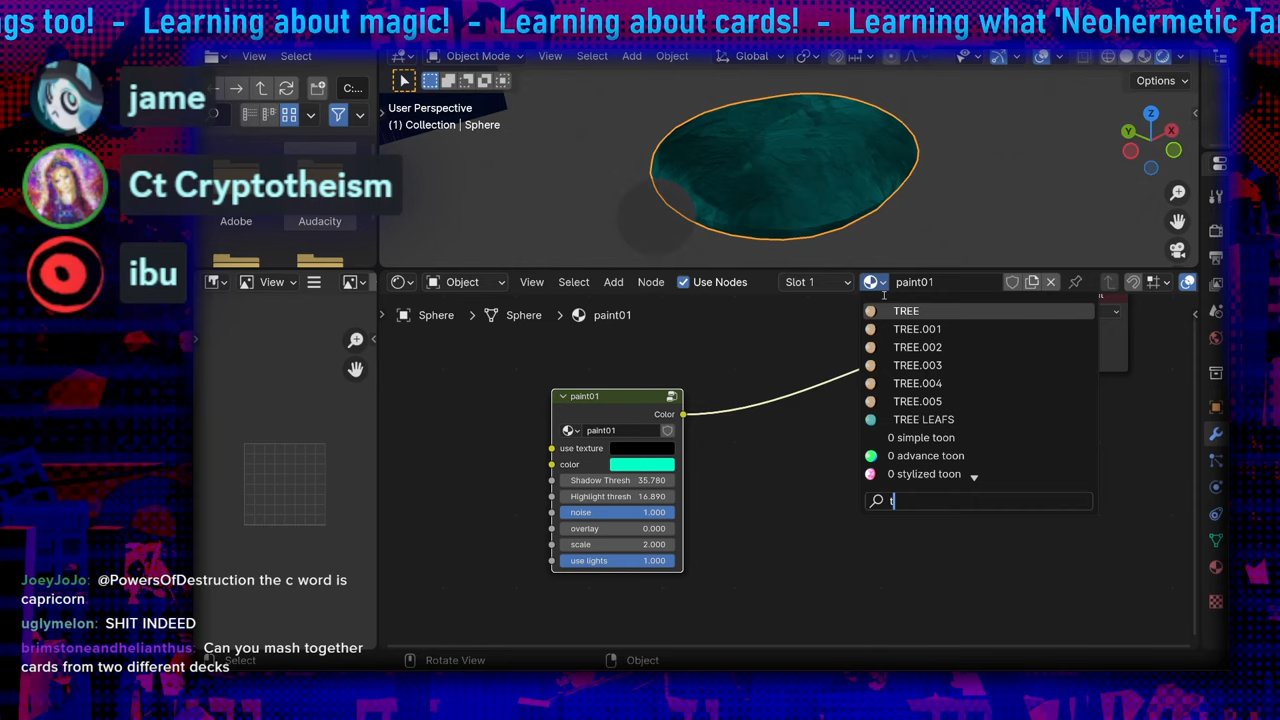 ngs too! - Learning about magic! - Learning about cards! - Learning what 'Neohermetic Ta
jame
Ct Cryptotheism
ibu
View Select
C:...
Adobe Audacity
Object Mode View Select Add Object Global
Options
User Perspective
(1) Collection | Sphere
Z
Y X
View
Object View Select Add Node Use Nodes Slot 1 paint01
Sphere Sphere paint01
paint01
Color
paint01
use texture
color
Shadow Thresh 35.780
Highlight thresh 16.890
noise 1.000
overlay 0.000
scale 2.000
use lights 1.000
TREE
TREE.001
TREE.002
TREE.003
TREE.004
TREE.005
TREE LEAFS
0 simple toon
0 advance toon
0 stylized toon
t
JoeyJoJo: @PowersOfDestruction the c word is
capricorn
uglymelon: SHIT INDEED
brimstoneandhelianthus: Can you mash together
cards from two different decks
Select Rotate View Object